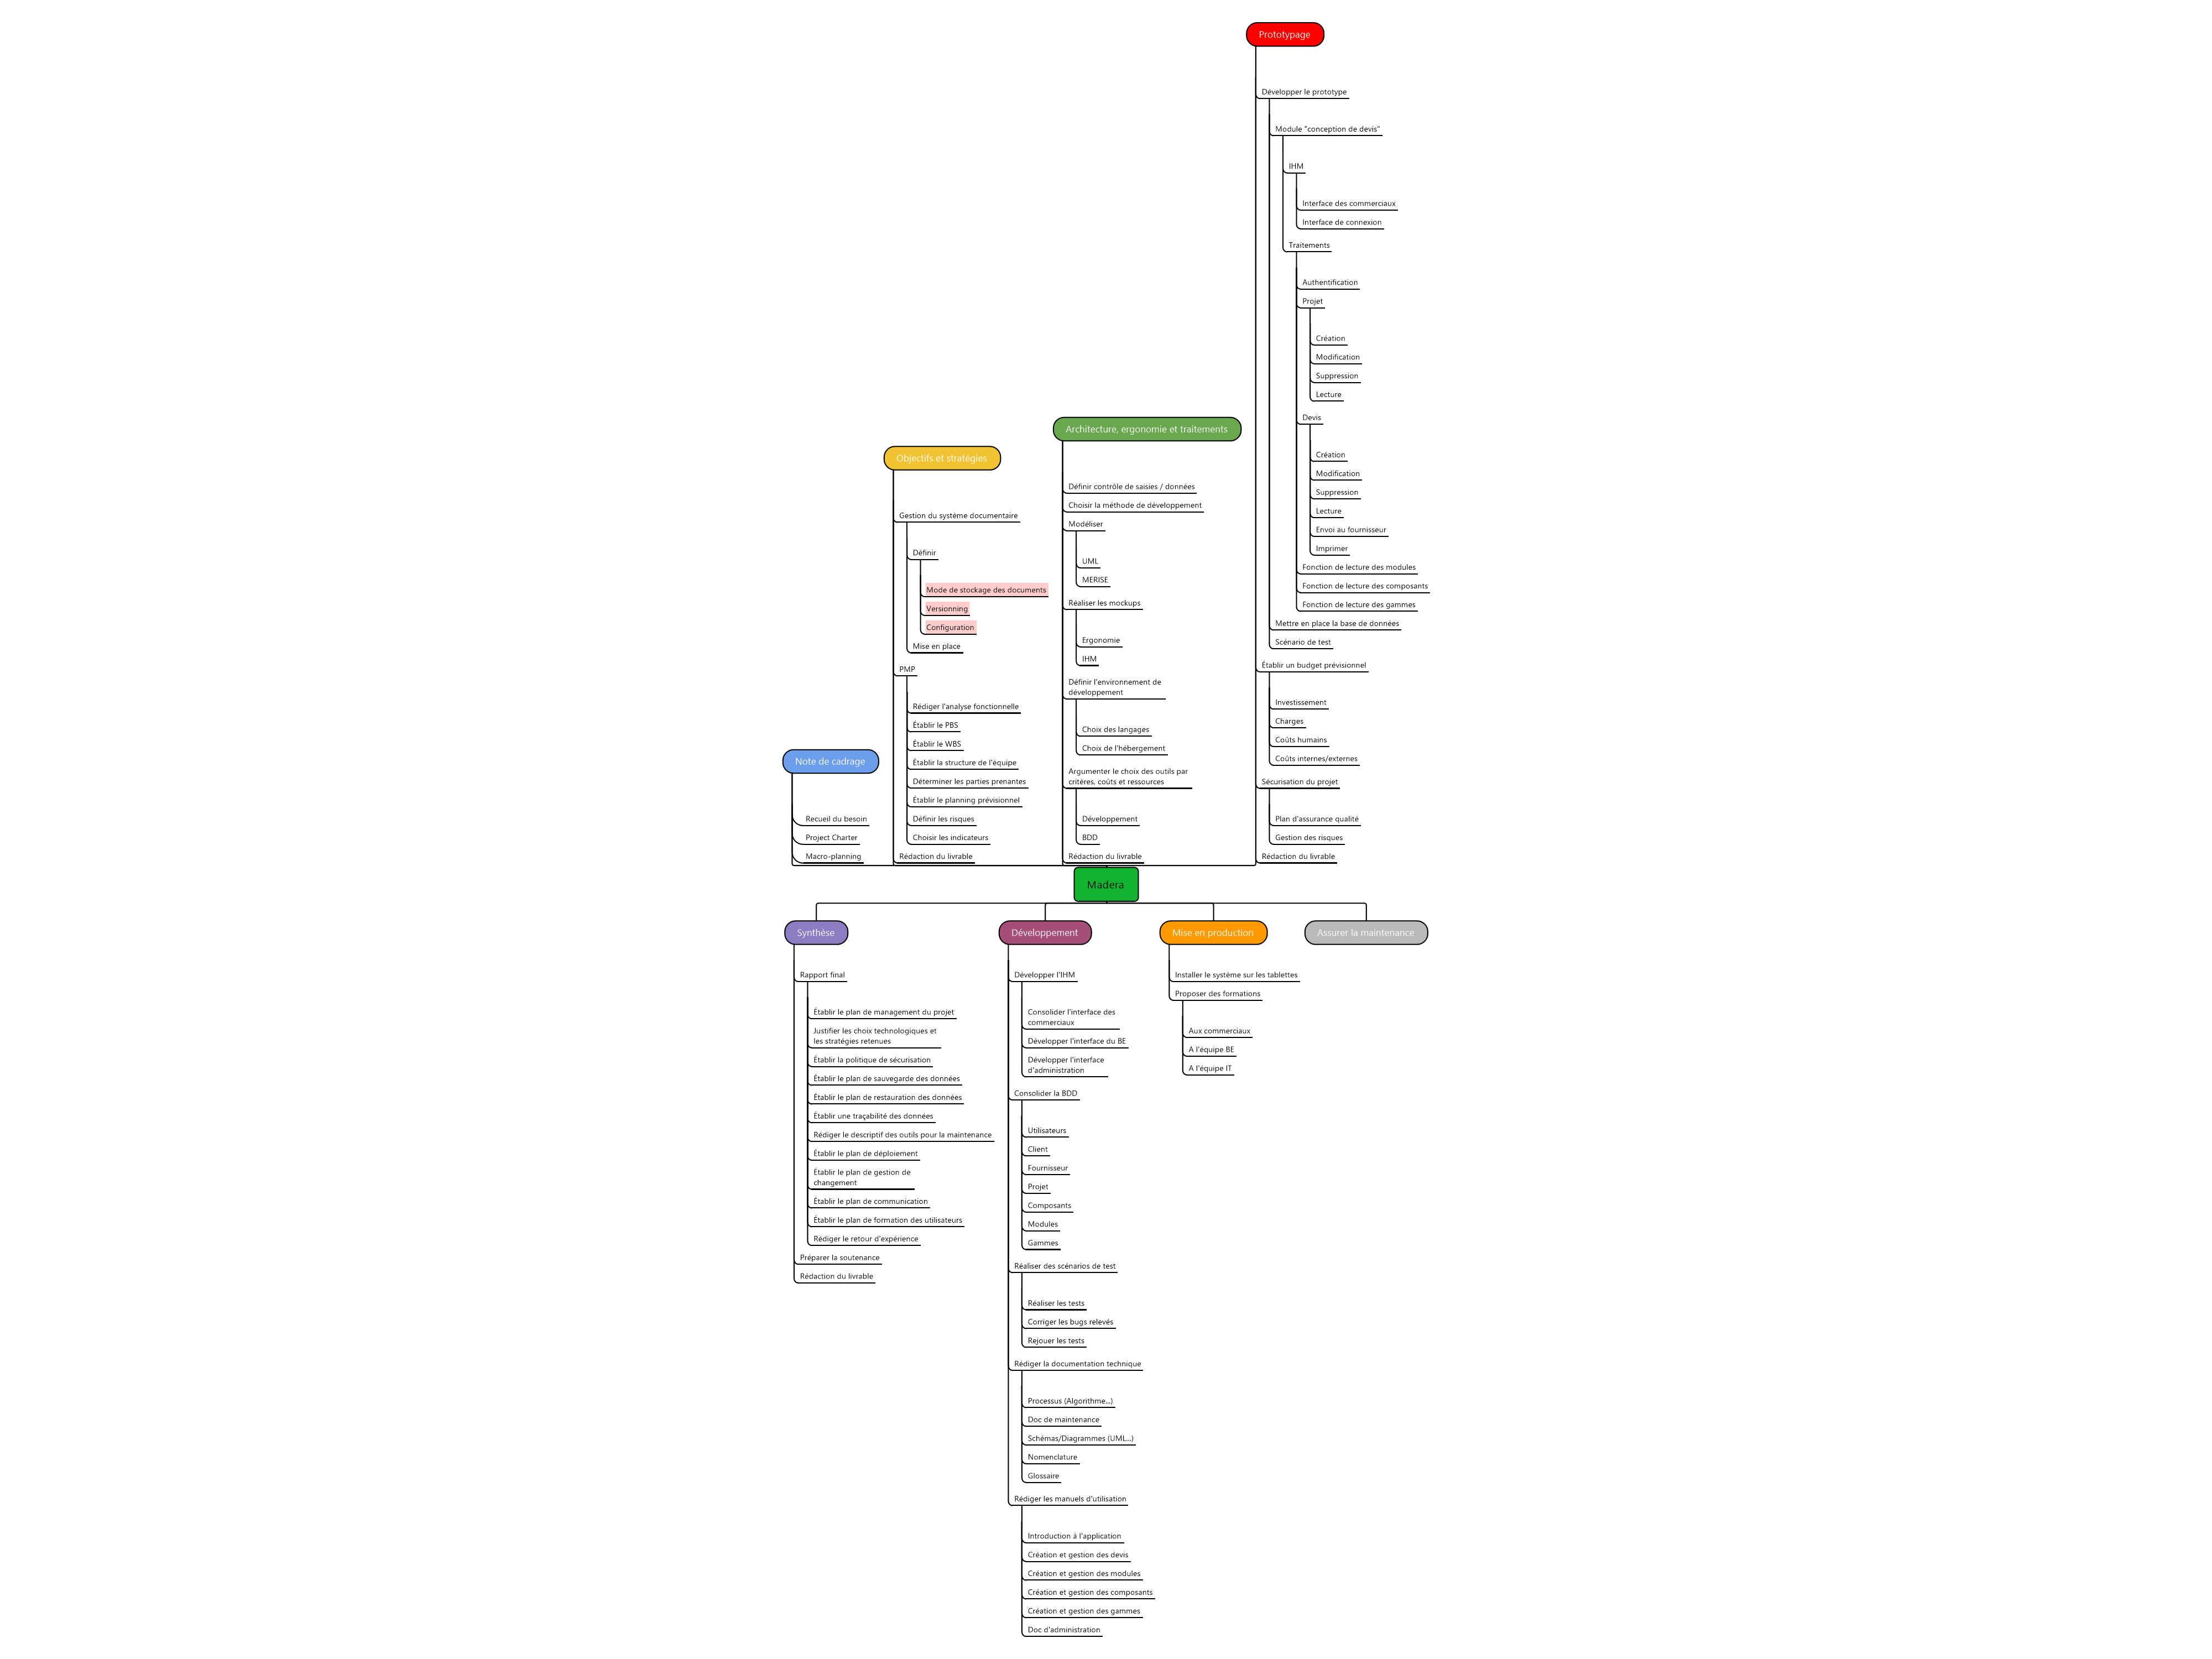 Prototypage
Développer le prototype
Module "conception de devis"
IHM
Interface des commerciaux
Interface de connexion
Traitements
Authentification
Projet
Création
Modification
Suppression
Lecture
Devis
Création
Modification
Suppression
Lecture
Envoi au fournisseur
Imprimer
Fonction de lecture des modules
Fonction de lecture des composants
Fonction de lecture des gammes
Mettre en place la base de données
Scénario de test
Établir un budget prévisionnel
Investissement
Charges
Coûts humains
Coûts internes/externes
Sécurisation du projet
Plan d'assurance qualité
Gestion des risques
Rédaction du livrable
Architecture, ergonomie et traitements
Définir contrôle de saisies / données
Choisir la méthode de développement
Modéliser
UML
MERISE
Réaliser les mockups
Ergonomie
IHM
Définir l'environnement de
développement
Choix des langages
Choix de l'hébergement
Argumenter le choix des outils par
critères, coûts et ressources
Développement
BDD
Rédaction du livrable
Objectifs et stratégies
Gestion du système documentaire
Définir
Mode de stockage des documents
Versionning
Configuration
Mise en place
PMP
Rédiger l'analyse fonctionnelle
Établir le PBS
Établir le WBS
Établir la structure de l'équipe
Déterminer les parties prenantes
Établir le planning prévisionnel
Définir les risques
Choisir les indicateurs
Rédaction du livrable
Note de cadrage
Recueil du besoin
Project Charter
Macro-planning
Madera
Synthèse
Rapport final
Établir le plan de management du projet
Justifier les choix technologiques et
les stratégies retenues
Établir la politique de sécurisation
Établir le plan de sauvegarde des données
Établir le plan de restauration des données
Établir une traçabilité des données
Rédiger le descriptif des outils pour la maintenance
Établir le plan de déploiement
Établir le plan de gestion de
changement
Établir le plan de communication
Établir le plan de formation des utilisateurs
Rédiger le retour d'expérience
Préparer la soutenance
Rédaction du livrable
Développement
Développer l'IHM
Consolider l'interface des
commerciaux
Développer l'interface du BE
Développer l'interface
d'administration
Consolider la BDD
Utilisateurs
Client
Fournisseur
Projet
Composants
Modules
Gammes
Réaliser des scénarios de test
Réaliser les tests
Corriger les bugs relevés
Rejouer les tests
Rédiger la documentation technique
Processus (Algorithme...)
Doc de maintenance
Schémas/Diagrammes (UML...)
Nomenclature
Glossaire
Rédiger les manuels d'utilisation
Introduction à l'application
Création et gestion des devis
Création et gestion des modules
Création et gestion des composants
Création et gestion des gammes
Doc d'administration
Mise en production
Installer le système sur les tablettes
Proposer des formations
Aux commerciaux
A l'équipe BE
A l'équipe IT
Assurer la maintenance